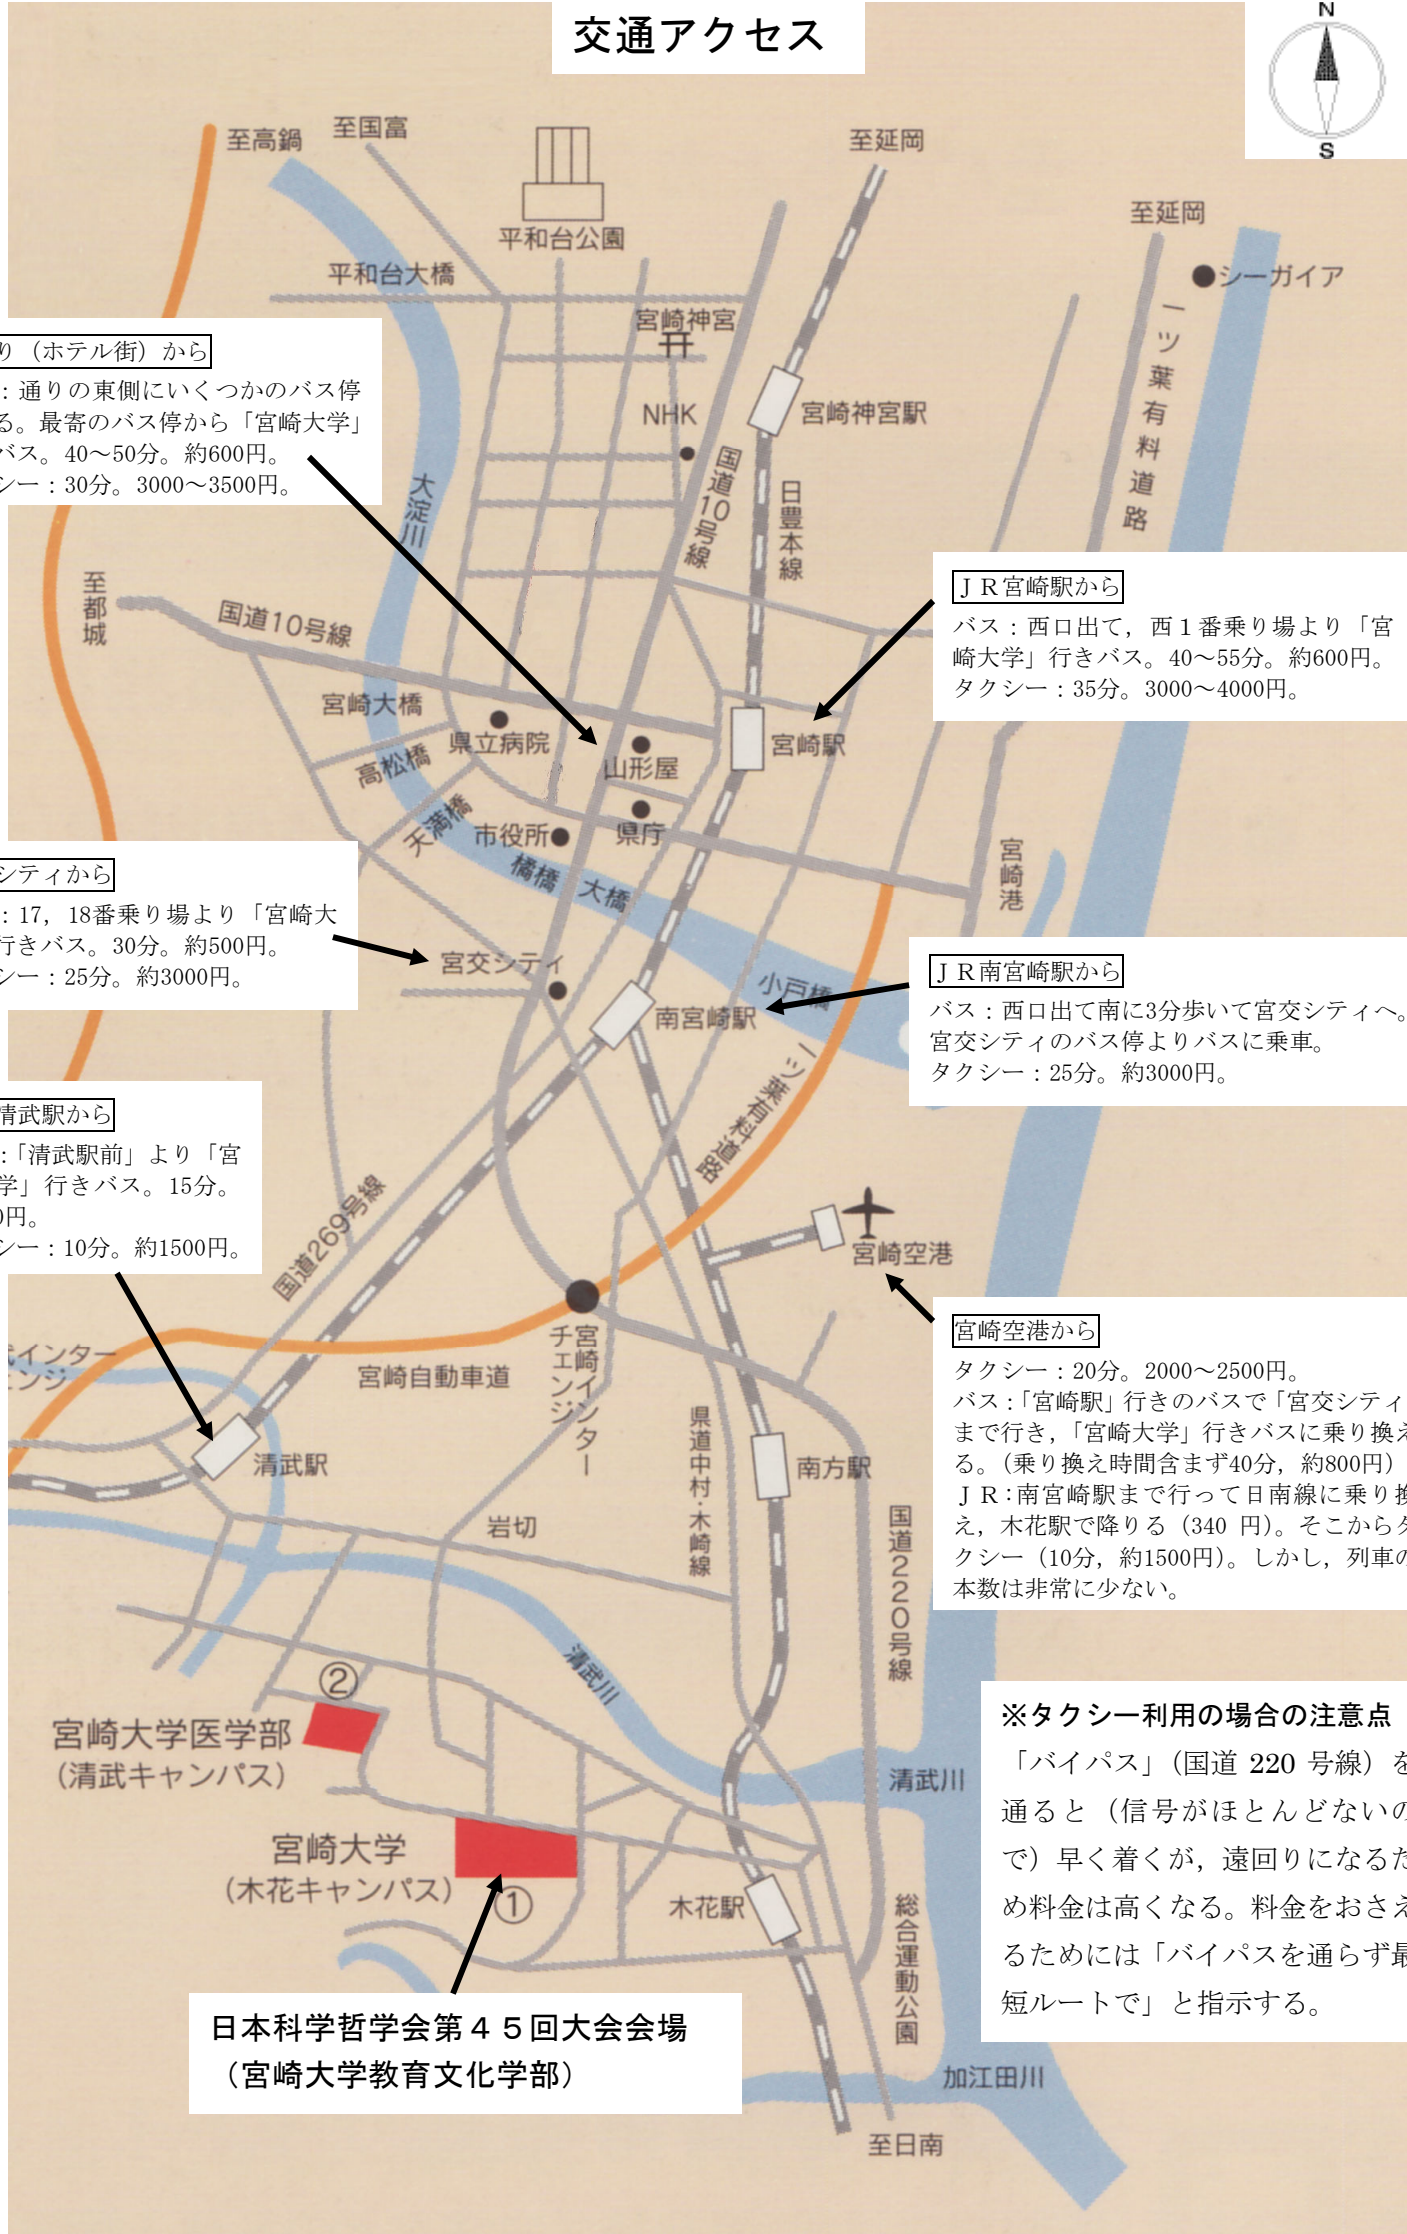 交通アクセス
N
S
至高鍋
至国富
至延岡
至延岡
平和台公園
シーガイア
平和台大橋
宮崎神宮
一ツ葉有料道路
り（ホテル街）から
：通りの東側にいくつかのバス停
る。最寄のバス停から「宮崎大学」
バス。40～50分。約600円。
シー：30分。3000～3500円。
NHK
宮崎神宮駅
国道10号線
日豊本線
大淀川
至都城
国道10号線
ＪＲ宮崎駅から
バス：西口出て，西１番乗り場より「宮
崎大学」行きバス。40～55分。約600円。
タクシー：35分。3000～4000円。
宮崎大橋
県立病院
高松橋
山形屋
宮崎駅
天満橋
市役所
県庁
橘橋
大橋
宮崎港
シティから
：17，18番乗り場より「宮崎大
行きバス。30分。約500円。
シー：25分。約3000円。
宮交シティ
南宮崎駅
小戸橋
ＪＲ南宮崎駅から
バス：西口出て南に3分歩いて宮交シティへ。
宮交シティのバス停よりバスに乗車。
タクシー：25分。約3000円。
一ツ葉有料道路
清武駅から
：「清武駅前」より「宮
学」行きバス。15分。
円。
シー：10分。約1500円。
国道269号線
宮崎空港
宮崎空港から
タクシー：20分。2000～2500円。
バス：「宮崎駅」行きのバスで「宮交シティ
まで行き，「宮崎大学」行きバスに乗り換え
る。（乗り換え時間含まず40分，約800円）
ＪＲ：南宮崎駅まで行って日南線に乗り換
え，木花駅で降りる（340 円）。そこからタ
クシー（10分，約1500円）。しかし，列車の
本数は非常に少ない。
インター
ンジ
宮崎自動車道
宮崎インター
チェンジ
県道中村・木崎線
清武駅
南方駅
岩切
国道220号線
清武川
②
宮崎大学医学部
（清武キャンパス）
清武川
宮崎大学
（木花キャンパス）
①
木花駅
総合運動公園
※タクシー利用の場合の注意点
「バイパス」（国道 220 号線）を
通ると（信号がほとんどないの
で）早く着くが，遠回りになるた
め料金は高くなる。料金をおさえ
るためには「バイパスを通らず最
短ルートで」と指示する。
日本科学哲学会第４５回大会会場
（宮崎大学教育文化学部）
加江田川
至日南